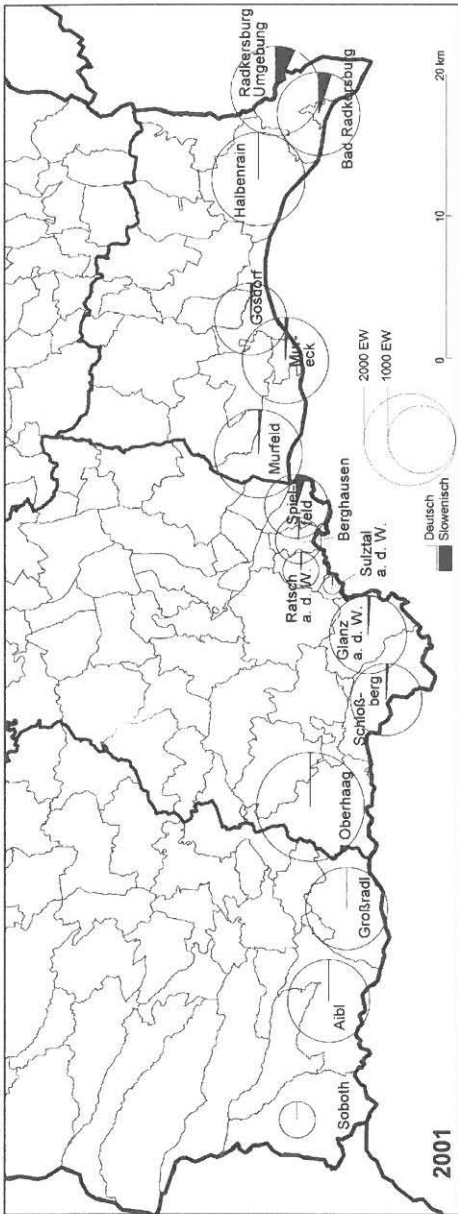 2001
Soboth
Aibl
Großradl
Oberhaag
Schloß-
berg
Glanz
a. d. W.
Sulztal
a. d. W.
Ratsch
a. d. W.
Berghausen
Spiel-
feld
Murfeld
Mur-
eck
Gosdorf
Halbenrain
Radkersburg
Umgebung
Bad Radkersburg
Deutsch
Slowenisch
2000 EW
1000 EW
0
10
20 km